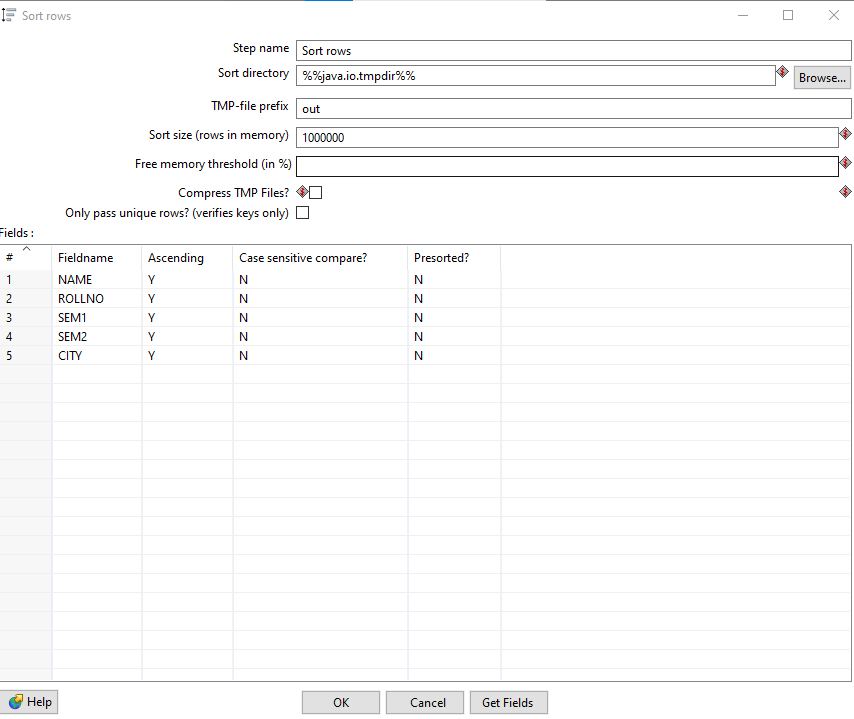 Sort rows
Step name Sort rows
Sort directory %%java.io.tmpdir%% Browse...
TMP-file prefix out
Sort size (rows in memory) 1000000
Free memory threshold (in %)
Compress TMP Files?
Only pass unique rows? (verifies keys only)
Fields :
# Fieldname Ascending Case sensitive compare? Presorted?
1 NAME Y N N
2 ROLLNO Y N N
3 SEM1 Y N N
4 SEM2 Y N N
5 CITY Y N N
Help OK Cancel Get Fields